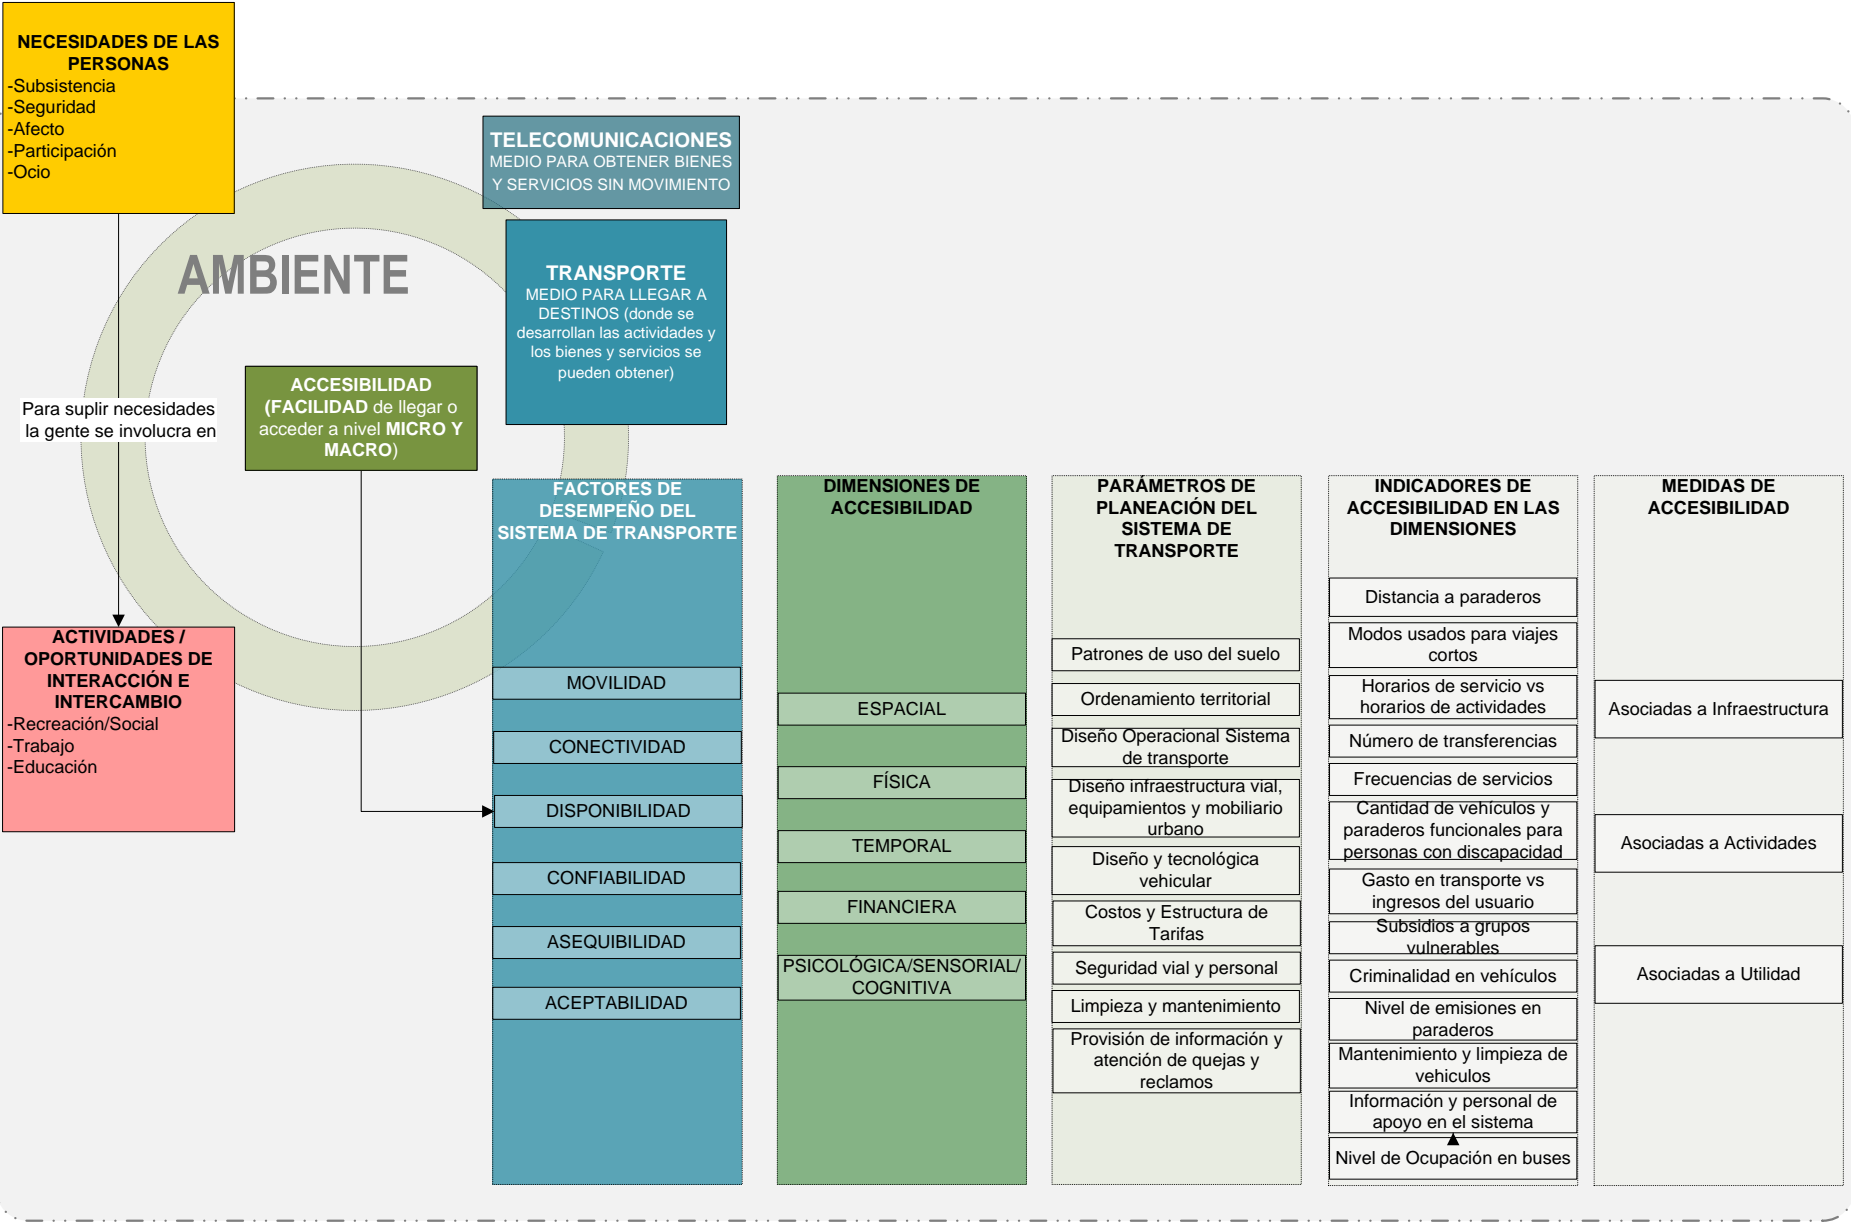 NECESIDADES DE LAS
PERSONAS
-Subsistencia
-Seguridad
-Afecto
-Participación
-Ocio
TELECOMUNICACIONES
MEDIO PARA OBTENER BIENES
Y SERVICIOS SIN MOVIMIENTO
AMBIENTE
TRANSPORTE
MEDIO PARA LLEGAR A
DESTINOS (donde se
desarrollan las actividades y
los bienes y servicios se
pueden obtener)
ACCESIBILIDAD
(FACILIDAD de llegar o
acceder a nivel MICRO Y
MACRO)
Para suplir necesidades
la gente se involucra en
ACTIVIDADES /
OPORTUNIDADES DE
INTERACCIÓN E
INTERCAMBIO
-Recreación/Social
-Trabajo
-Educación
FACTORES DE
DESEMPEÑO DEL
SISTEMA DE TRANSPORTE
MOVILIDAD
CONECTIVIDAD
DISPONIBILIDAD
CONFIABILIDAD
ASEQUIBILIDAD
ACEPTABILIDAD
DIMENSIONES DE
ACCESIBILIDAD
ESPACIAL
FÍSICA
TEMPORAL
FINANCIERA
PSICOLÓGICA/SENSORIAL/
COGNITIVA
PARÁMETROS DE
PLANEACIÓN DEL
SISTEMA DE
TRANSPORTE
Patrones de uso del suelo
Ordenamiento territorial
Diseño Operacional Sistema
de transporte
Diseño infraestructura vial,
equipamientos y mobiliario
urbano
Diseño y tecnológica
vehicular
Costos y Estructura de
Tarifas
Seguridad vial y personal
Limpieza y mantenimiento
Provisión de información y
atención de quejas y
reclamos
INDICADORES DE
ACCESIBILIDAD EN LAS
DIMENSIONES
Distancia a paraderos
Modos usados para viajes
cortos
Horarios de servicio vs
horarios de actividades
Número de transferencias
Frecuencias de servicios
Cantidad de vehículos y
paraderos funcionales para
personas con discapacidad
Gasto en transporte vs
ingresos del usuario
Subsidios a grupos
vulnerables
Criminalidad en vehículos
Nivel de emisiones en
paraderos
Mantenimiento y limpieza de
vehiculos
Información y personal de
apoyo en el sistema
Nivel de Ocupación en buses
MEDIDAS DE
ACCESIBILIDAD
Asociadas a Infraestructura
Asociadas a Actividades
Asociadas a Utilidad